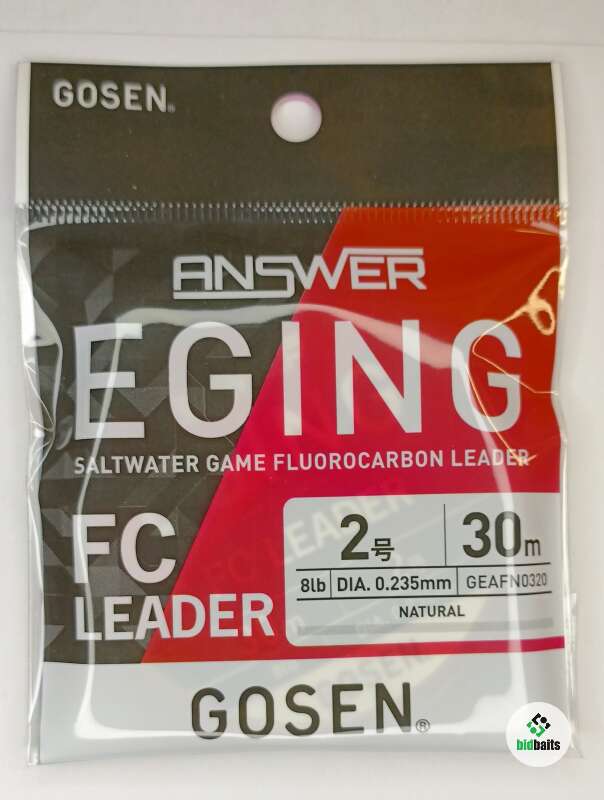 GOSEN®
ANSWER
EGING
SALTWATER GAME FLUOROCARBON LEADER
FC
LEADER
2号 30m
8lb DIA. 0.235mm GEAFN0320
NATURAL
GOSEN®
bidbaits